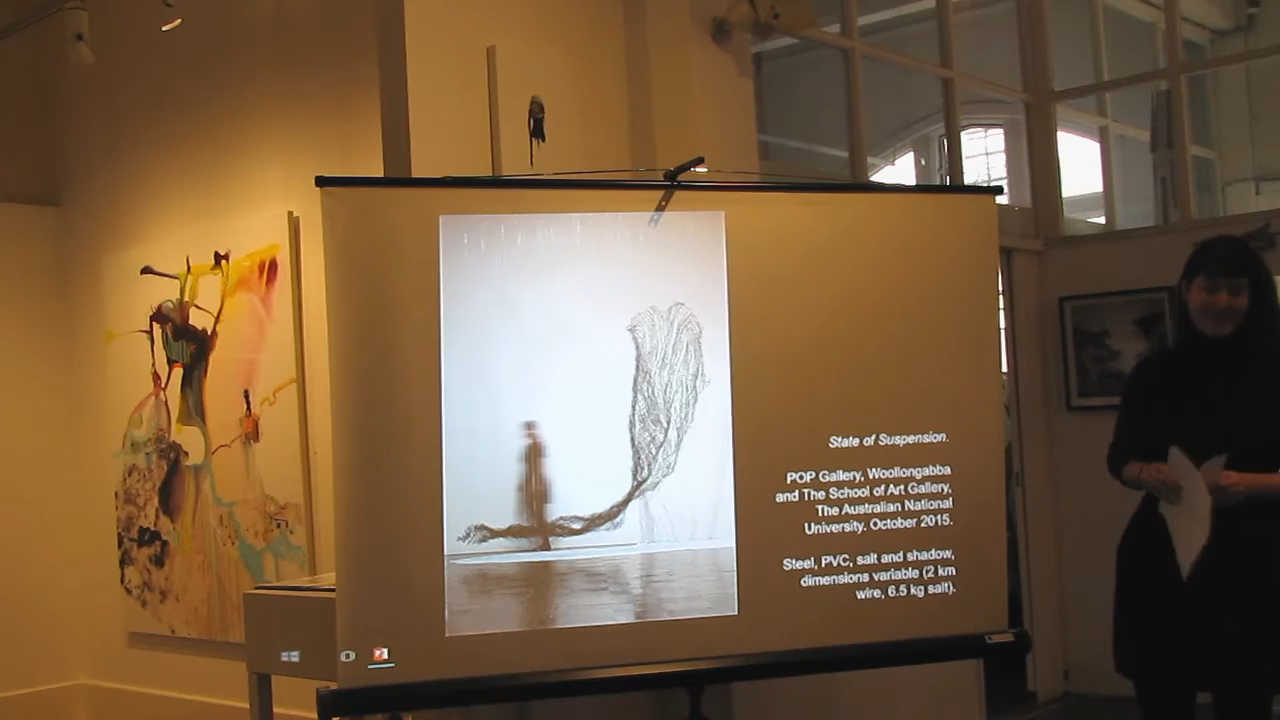 State of Suspension.
POP Gallery, Woollongabba
and The School of Art Gallery,
The Australian National
University. October 2015.
Steel, PVC, salt and shadow,
dimensions variable (2 km
wire, 6.5 kg salt).